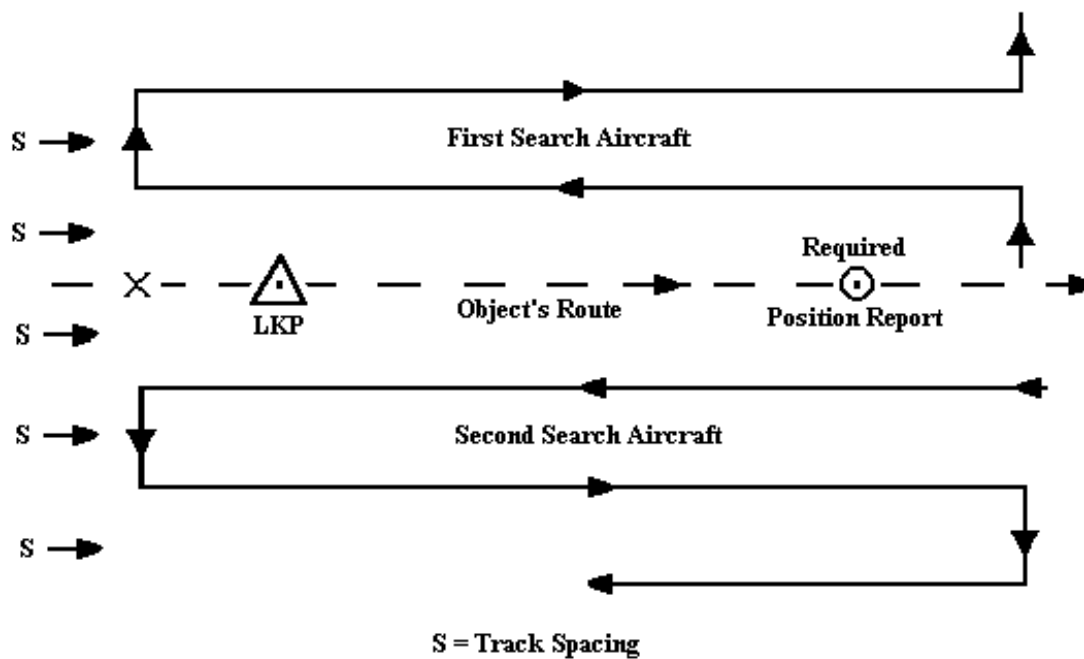 S
First Search Aircraft
S
Required
LKP
Object's Route
Position Report
S
S
Second Search Aircraft
S
S = Track Spacing